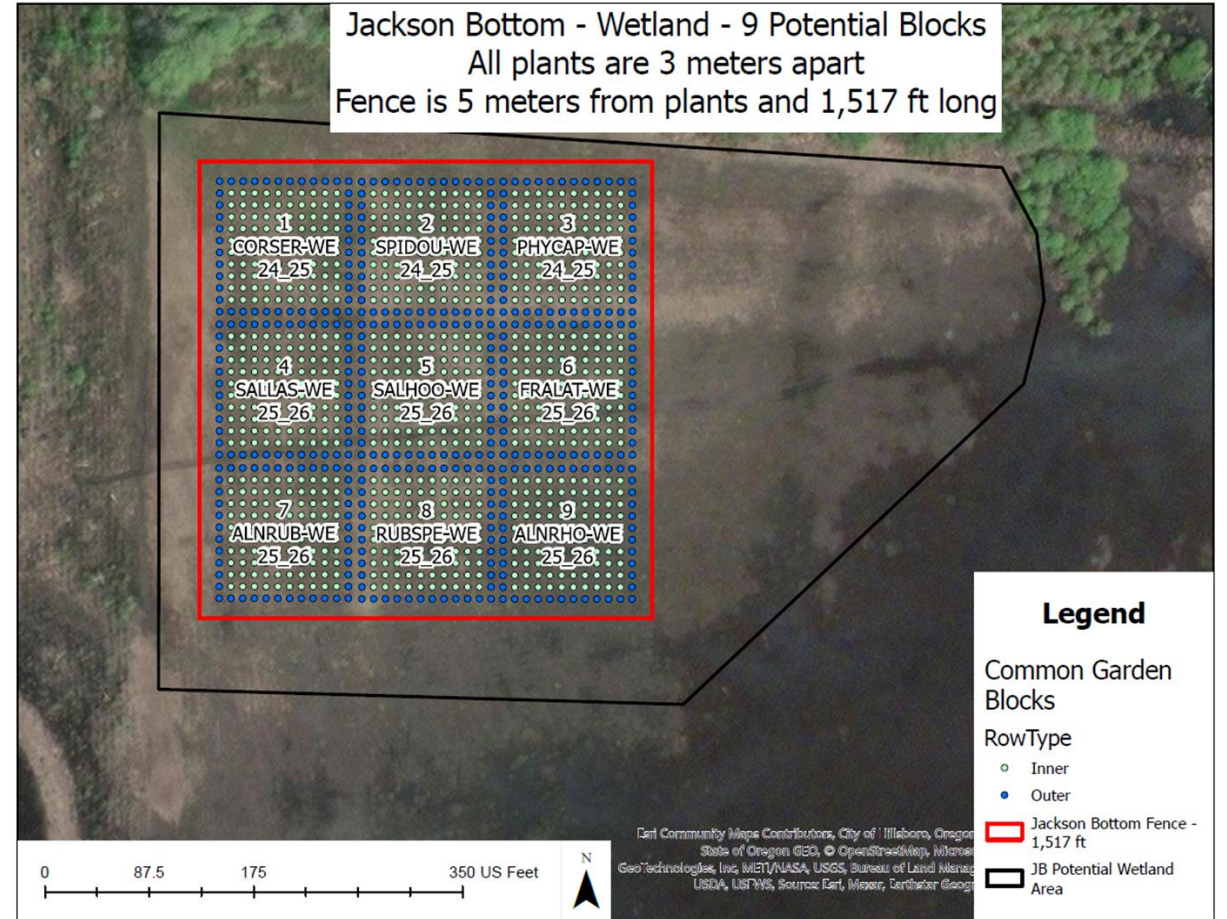 Jackson Bottom - Wetland - 9 Potential Blocks
All plants are 3 meters apart
Fence is 5 meters from plants and 1,517 ft long
1
CORSER-WE
24_25
2
SPIDOU-WE
24_25
3
PHYCAP-WE
24_25
4
SALLAS-WE
25_26
5
SALHOO-WE
25_26
6
FRALAT-WE
25_26
7
ALNRUB-WE
25_26
8
RUBSPE-WE
25_26
9
ALNRHO-WE
25_26
Legend
Common Garden
Blocks
RowType
Inner
Outer
Jackson Bottom Fence -
1,517 ft
JB Potential Wetland
Area
0 87.5 175 350 US Feet
N
Esri Community Maps Contributors, City of Hillsboro, Oregon
State of Oregon GEO, © OpenStreetMap, Microso
GeoTechnologies, Inc, METI/NASA, USGS, Bureau of Land Manag
USDA, USFWS, Source: Esri, Maxar, Earthstar Geogr